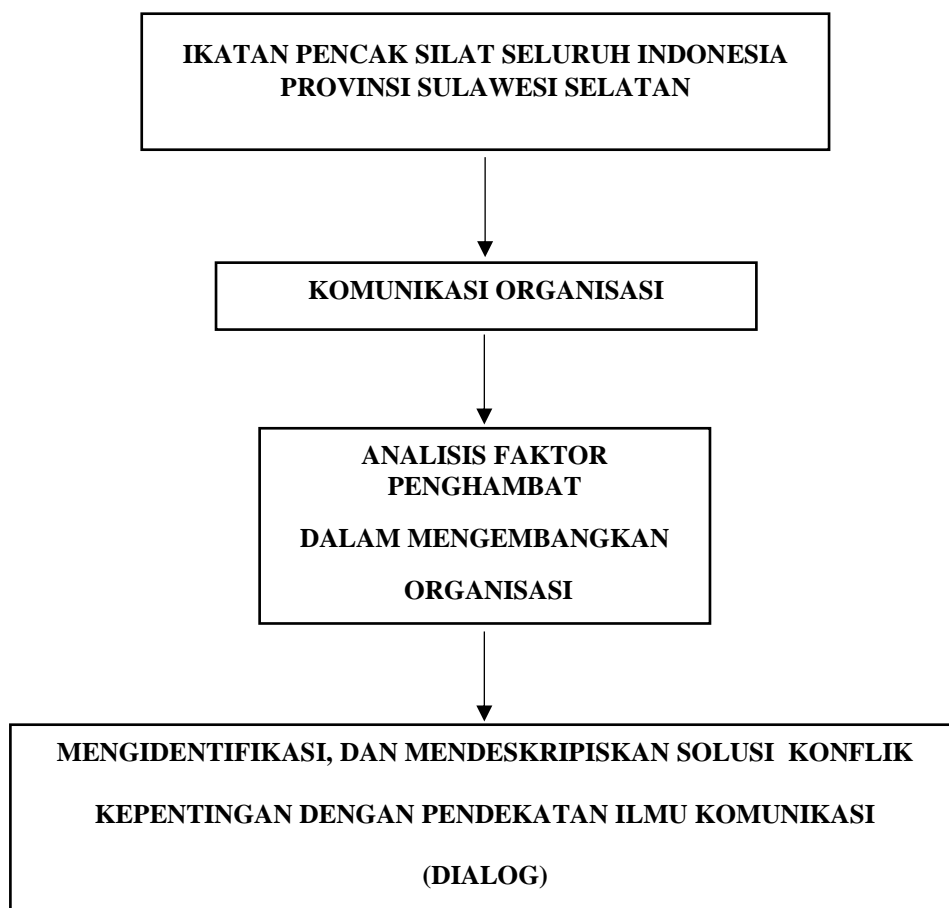 IKATAN PENCAK SILAT SELURUH INDONESIA
PROVINSI SULAWESI SELATAN
KOMUNIKASI ORGANISASI
ANALISIS FAKTOR
PENGHAMBAT
DALAM MENGEMBANGKAN
ORGANISASI
MENGIDENTIFIKASI, DAN MENDESKRIPISKAN SOLUSI KONFLIK
KEPENTINGAN DENGAN PENDEKATAN ILMU KOMUNIKASI
(DIALOG)